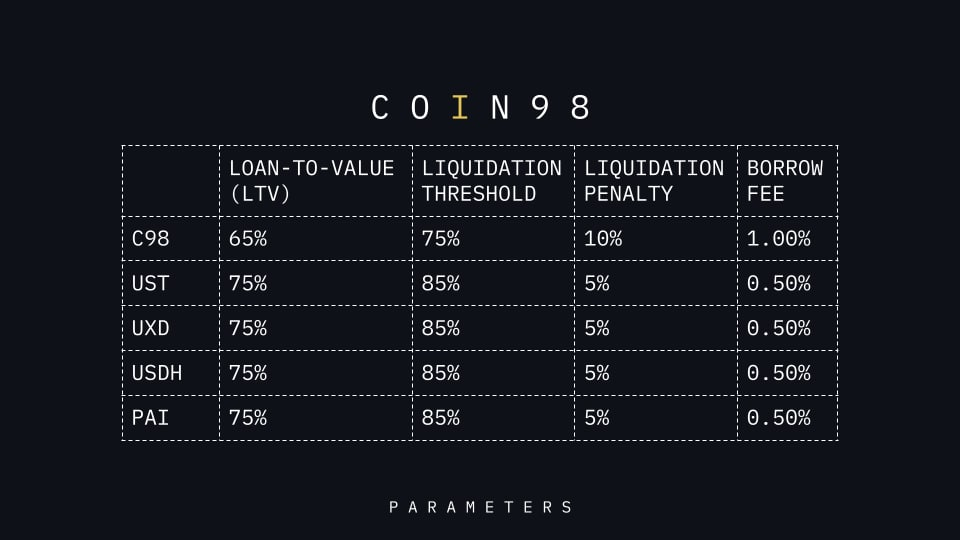 COIN98
LOAN-TO-VALUE (LTV) LIQUIDATION THRESHOLD LIQUIDATION PENALTY BORROW FEE
C98 65% 75% 10% 1.00%
UST 75% 85% 5% 0.50%
UXD 75% 85% 5% 0.50%
USDH 75% 85% 5% 0.50%
PAI 75% 85% 5% 0.50%
PARAMETERS